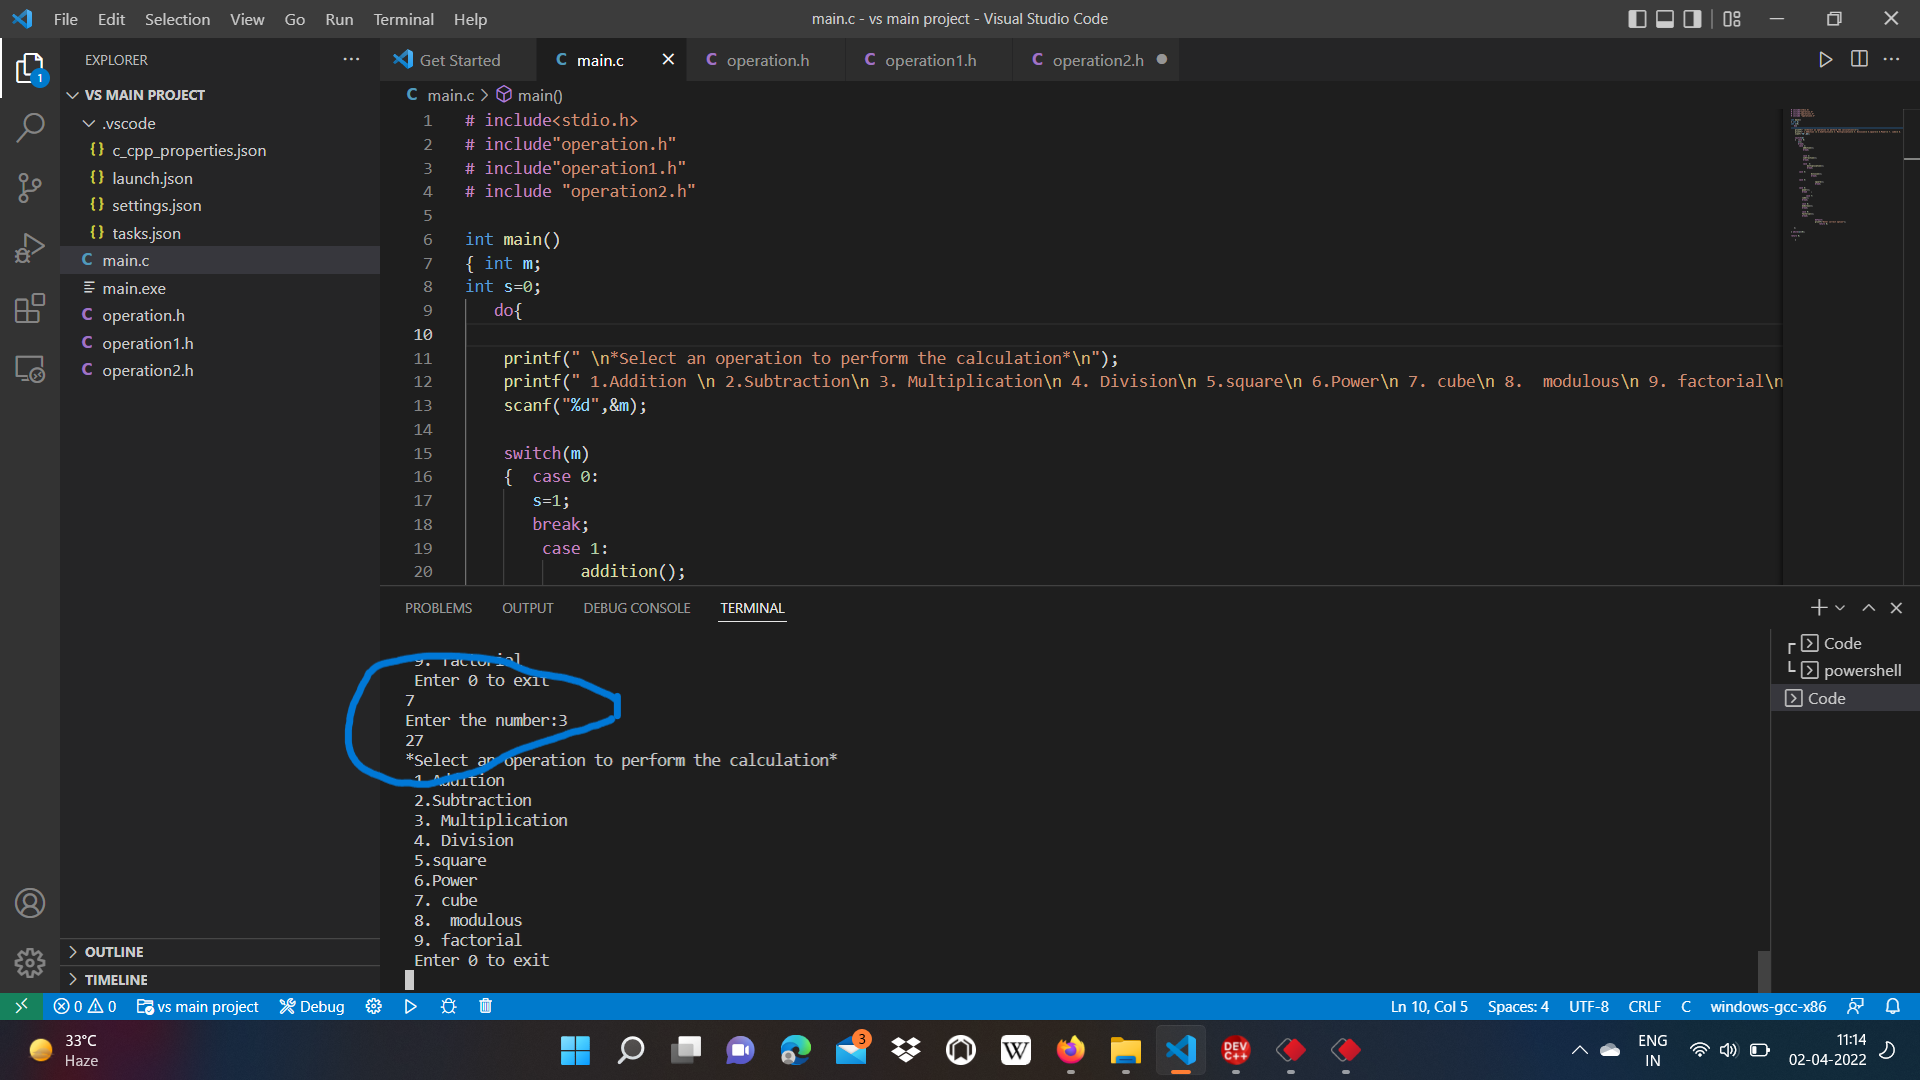 File Edit Selection View Go Run Terminal Help
main.c - vs main project - Visual Studio Code
EXPLORER
VS MAIN PROJECT
.vscode
{} c_cpp_properties.json
{} launch.json
{} settings.json
{} tasks.json
C main.c
main.exe
C operation.h
C operation1.h
C operation2.h
OUTLINE
TIMELINE
Get Started
C main.c
C operation.h
C operation1.h
C operation2.h
C main.c > main()
1 # include<stdio.h>
2 # include"operation.h"
3 # include"operation1.h"
4 # include "operation2.h"
5
6 int main()
7 { int m;
8 int s=0;
9 do{
10
11 printf(" \n*Select an operation to perform the calculation*\n");
12 printf(" 1.Addition \n 2.Subtraction\n 3. Multiplication\n 4. Division\n 5.square\n 6.Power\n 7. cube\n 8.  modulous\n 9. factorial\n
13 scanf("%d",&m);
14
15 switch(m)
16 {  case 0:
17 s=1;
18 break;
19 case 1:
20 addition();
PROBLEMS OUTPUT DEBUG CONSOLE TERMINAL
9. factorial
Enter 0 to exit
7
Enter the number:3
27
*Select an operation to perform the calculation*
1.Addition
2.Subtraction
3. Multiplication
4. Division
5.square
6.Power
7. cube
8.  modulous
9. factorial
Enter 0 to exit
Code
powershell
Code
1
0 0 vs main project Debug
Ln 10, Col 5 Spaces: 4 UTF-8 CRLF C windows-gcc-x86
33°C
Haze
3
W
DEV
C++
ENG
IN
11:14
02-04-2022